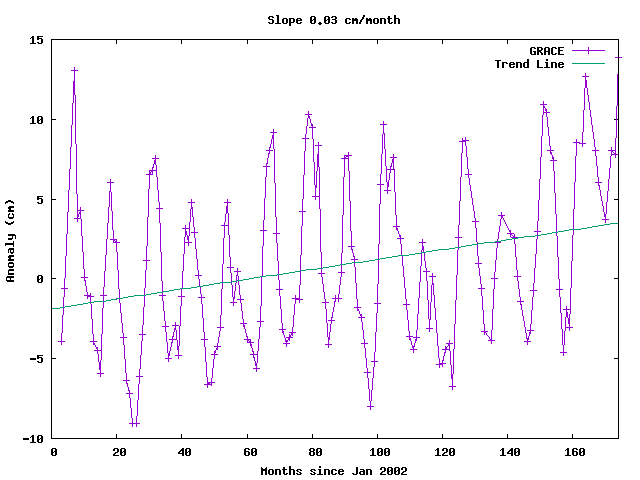 Slope 0.03 cm/month
GRACE
Trend Line
15
10
5
0
-5
-10
Anomaly (cm)
0 20 40 60 80 100 120 140 160
Months since Jan 2002